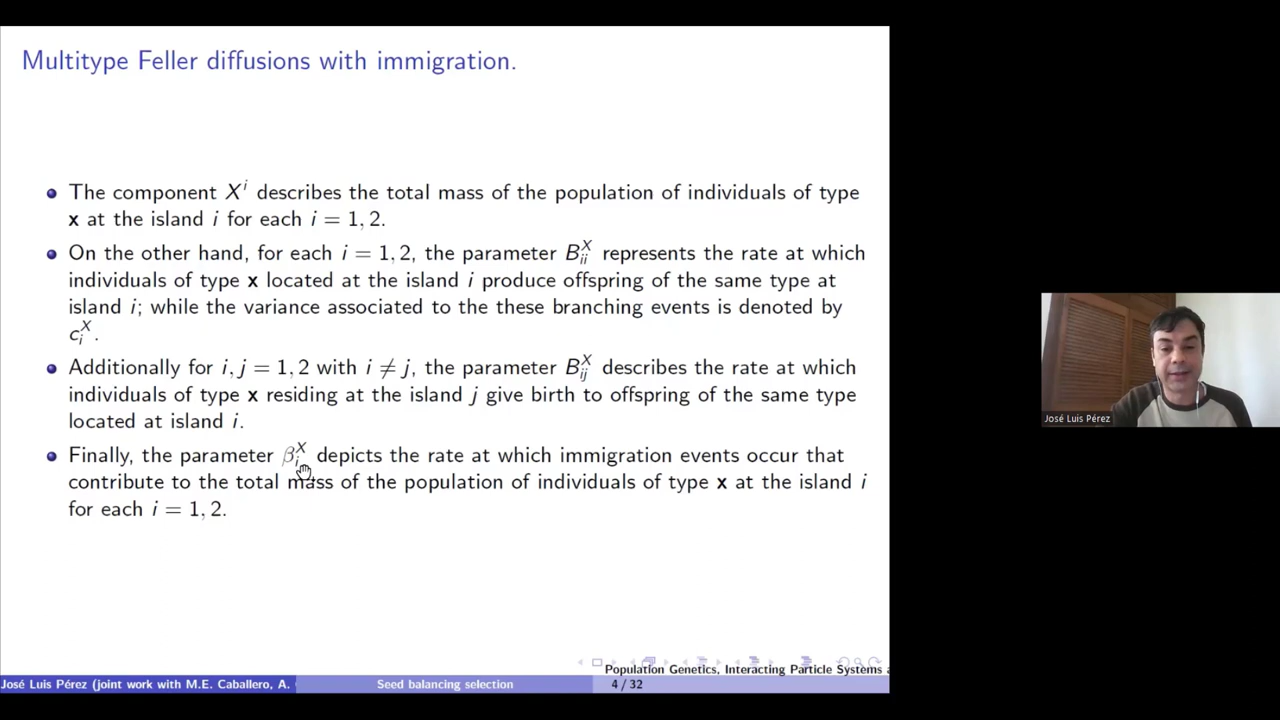 Multitype Feller diffusions with immigration.
The component X^i describes the total mass of the population of individuals of type
x at the island i for each i = 1, 2.
On the other hand, for each i = 1, 2, the parameter B_{ii}^X represents the rate at which
individuals of type x located at the island i produce offspring of the same type at
island i; while the variance associated to the these branching events is denoted by
c_i^X.
Additionally for i, j = 1, 2 with i ≠ j, the parameter B_{ij}^X describes the rate at which
individuals of type x residing at the island j give birth to offspring of the same type
located at island i.
Finally, the parameter β_i^X depicts the rate at which immigration events occur that
contribute to the total mass of the population of individuals of type x at the island i
for each i = 1, 2.
José Luis Pérez
Population Genetics, Interacting Particle Systems a
José Luis Pérez (joint work with M.E. Caballero, A.
Seed balancing selection
4 / 32